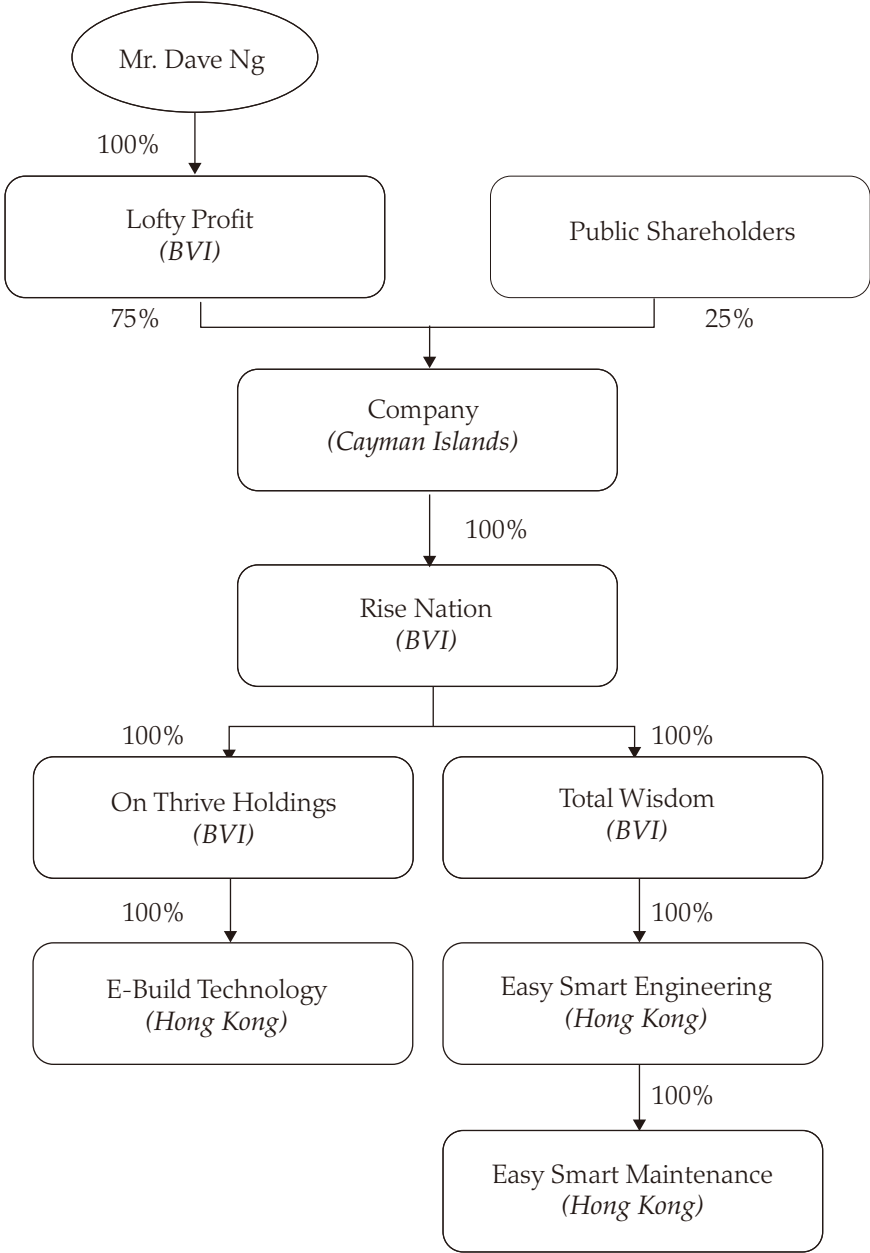 Mr. Dave Ng
100%
Lofty Profit
(BVI)
Public Shareholders
75%
25%
Company
(Cayman Islands)
100%
Rise Nation
(BVI)
100%
100%
On Thrive Holdings
(BVI)
Total Wisdom
(BVI)
100%
100%
E-Build Technology
(Hong Kong)
Easy Smart Engineering
(Hong Kong)
100%
Easy Smart Maintenance
(Hong Kong)